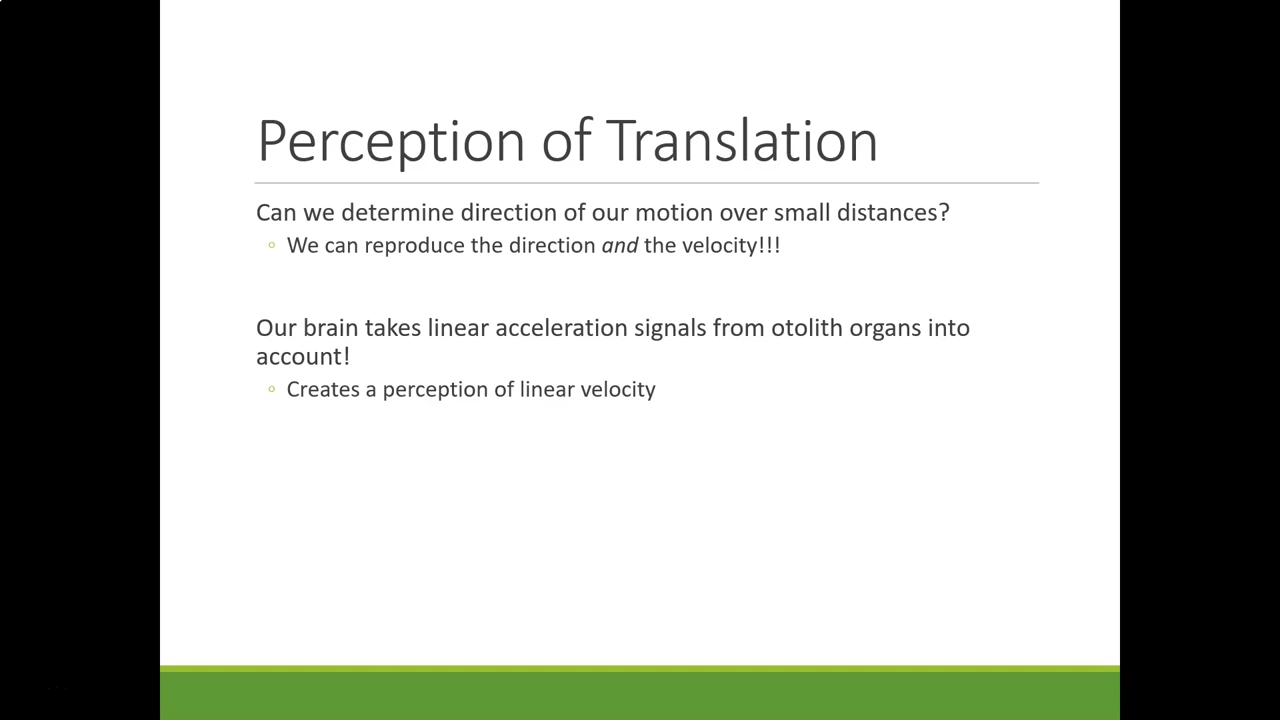 Perception of Translation
Can we determine direction of our motion over small distances?
◦ We can reproduce the direction and the velocity!!!
Our brain takes linear acceleration signals from otolith organs into
account!
◦ Creates a perception of linear velocity